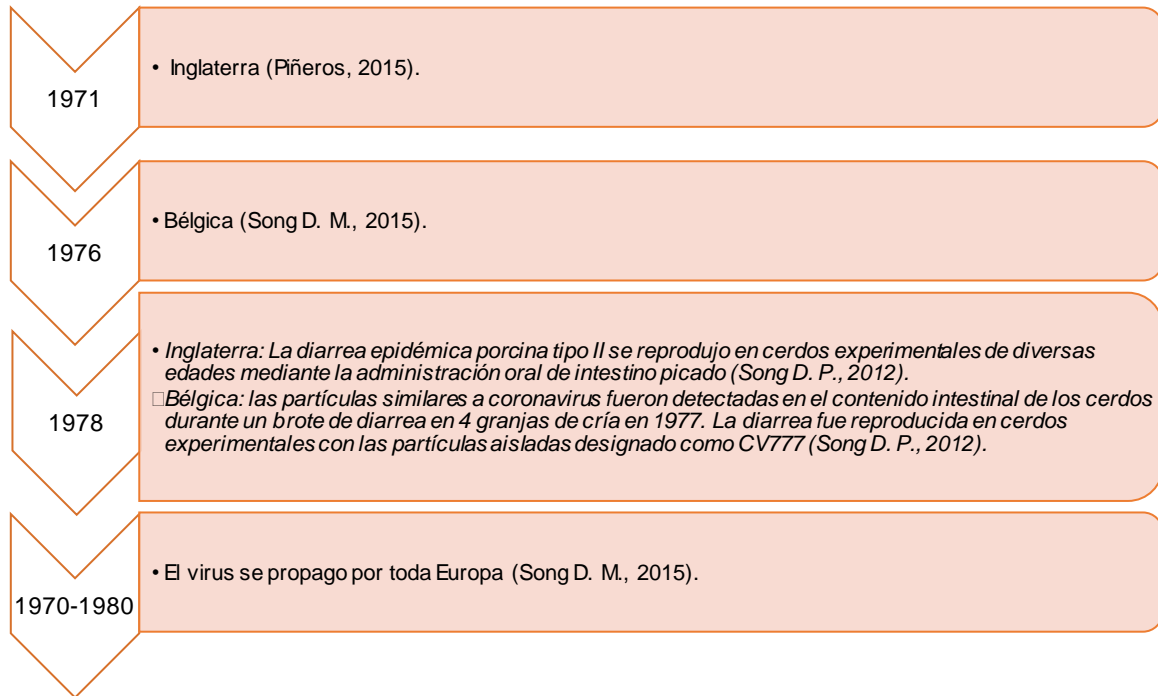 1971
• Inglaterra (Piñeros, 2015).
1976
• Bélgica (Song D. M., 2015).
1978
• Inglaterra: La diarrea epidémica porcina tipo II se reprodujo en cerdos experimentales de diversas
edades mediante la administración oral de intestino picado (Song D. P., 2012).
□Bélgica: las partículas similares a coronavirus fueron detectadas en el contenido intestinal de los cerdos
durante un brote de diarrea en 4 granjas de cría en 1977. La diarrea fue reproducida en cerdos
experimentales con las partículas aisladas designado como CV777 (Song D. P., 2012).
1970-1980
• El virus se propago por toda Europa (Song D. M., 2015).